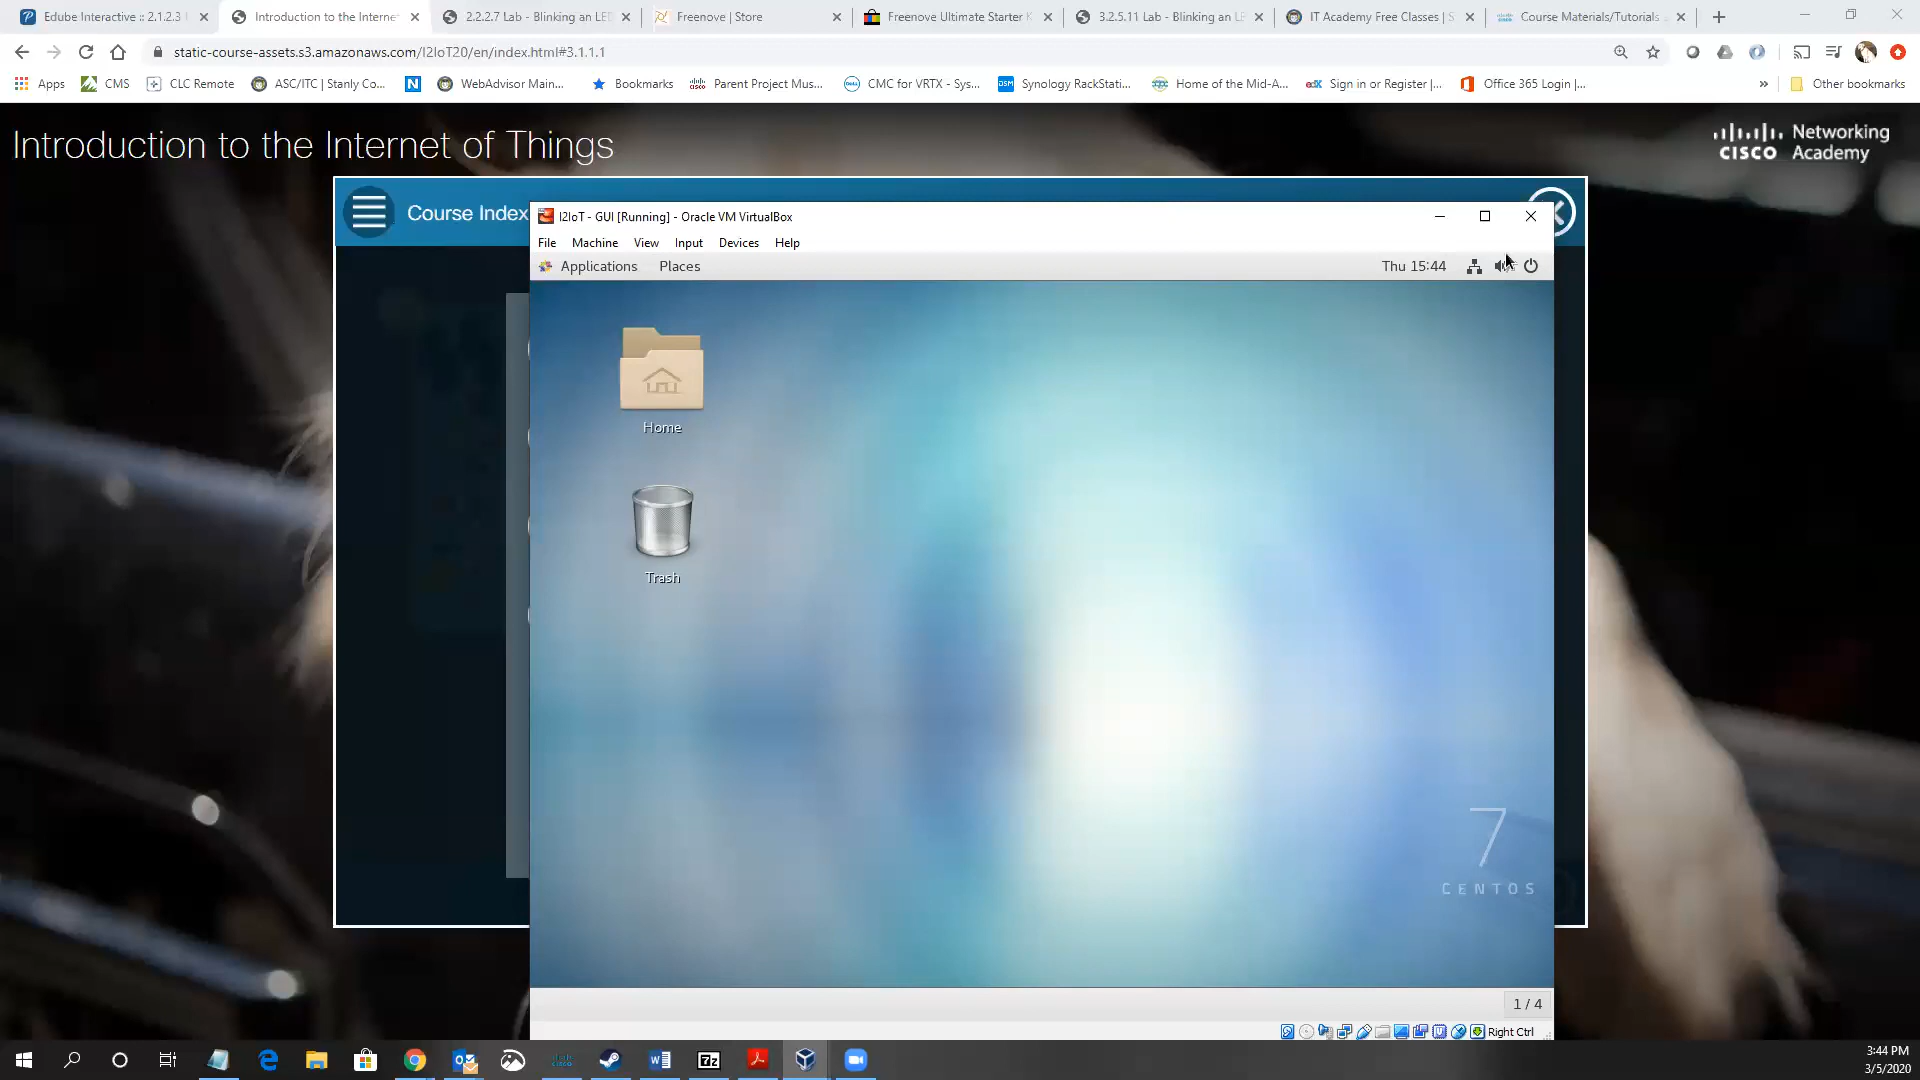 Edube Interactive :: 2.1.2.3
Introduction to the Interne
2.2.2.7 Lab - Blinking an LE
Freenove | Store
Freenove Ultimate Starter K
3.2.5.11 Lab - Blinking an LE
IT Academy Free Classes | S
Course Materials/Tutorials
static-course-assets.s3.amazonaws.com/I2IoT20/en/index.html#3.1.1.1
Apps
CMS
CLC Remote
ASC/ITC | Stanly Co...
WebAdvisor Main...
Bookmarks
Parent Project Mus...
CMC for VRTX - Sys...
Synology RackStati...
Home of the Mid-A...
Sign in or Register |...
Office 365 Login |...
»
Other bookmarks
Introduction to the Internet of Things
CISCO
Networking
Academy
Course Index
I2IoT - GUI [Running] - Oracle VM VirtualBox
File Machine View Input Devices Help
Applications Places
Thu 15:44
Home
Trash
7
CENTOS
1 / 4
Right Ctrl
3:44 PM
3/5/2020